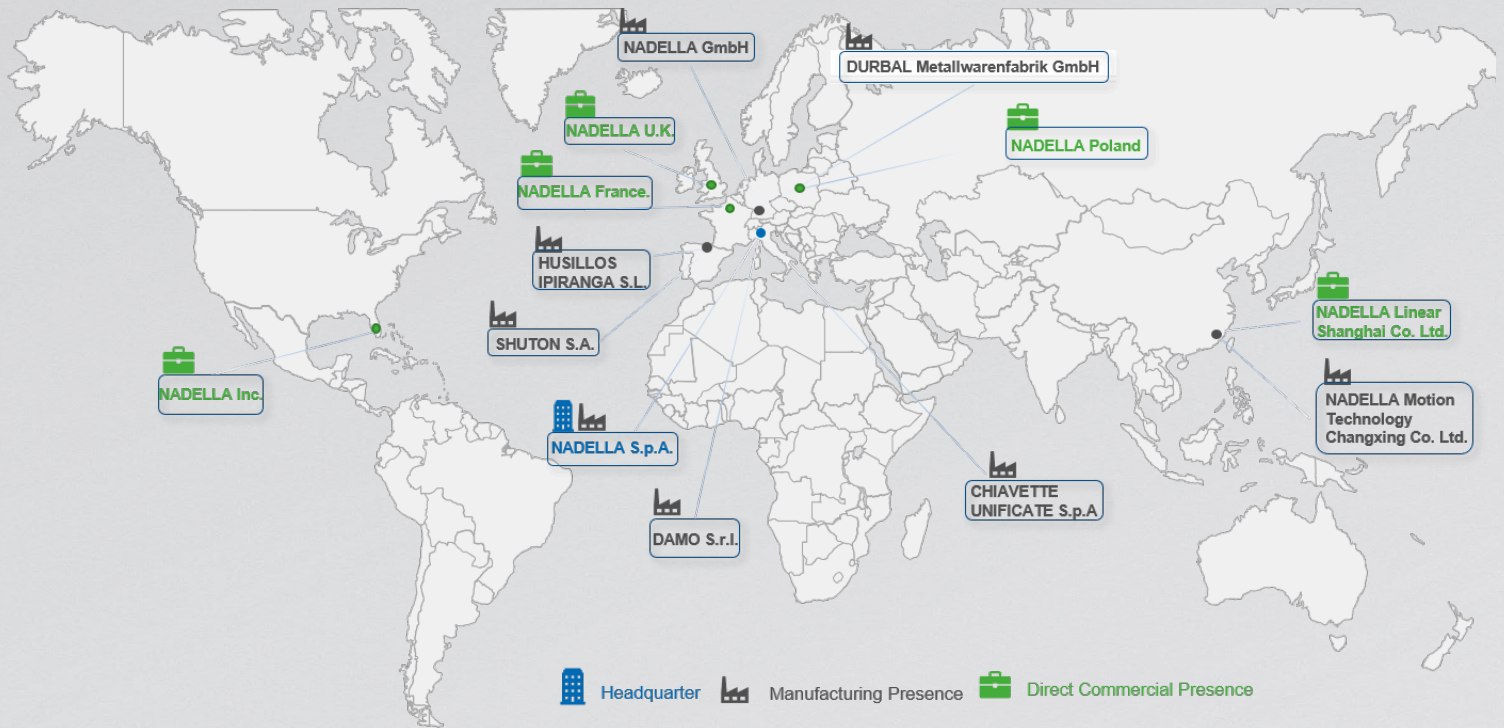 NADELLA GmbH
DURBAL Metallwarenfabrik GmbH
NADELLA U.K.
NADELLA Poland
NADELLA France.
HUSILLOS
IPIRANGA S.L.
SHUTON S.A.
NADELLA Linear
Shanghai Co. Ltd.
NADELLA Inc.
NADELLA Motion
Technology
Changxing Co. Ltd.
NADELLA S.p.A.
CHIAVETTE
UNIFICATE S.p.A
DAMO S.r.l.
Headquarter
Manufacturing Presence
Direct Commercial Presence